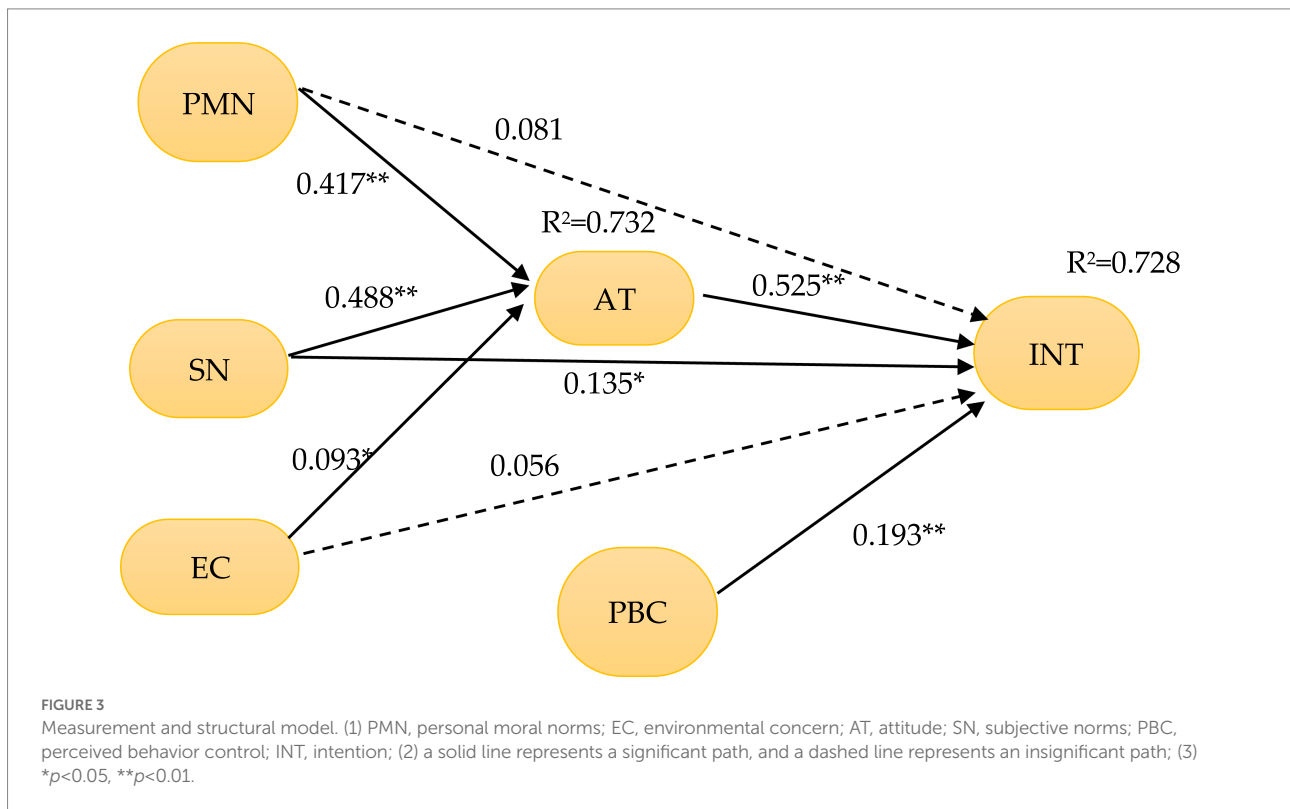 PMN
0.081
0.417**
R²=0.732
R²=0.728
0.488**
AT
0.525**
SN
INT
0.135*
0.093*
0.056
EC
0.193**
PBC
FIGURE 3
Measurement and structural model. (1) PMN, personal moral norms; EC, environmental concern; AT, attitude; SN, subjective norms; PBC,
perceived behavior control; INT, intention; (2) a solid line represents a significant path, and a dashed line represents an insignificant path; (3)
*p<0.05, **p<0.01.